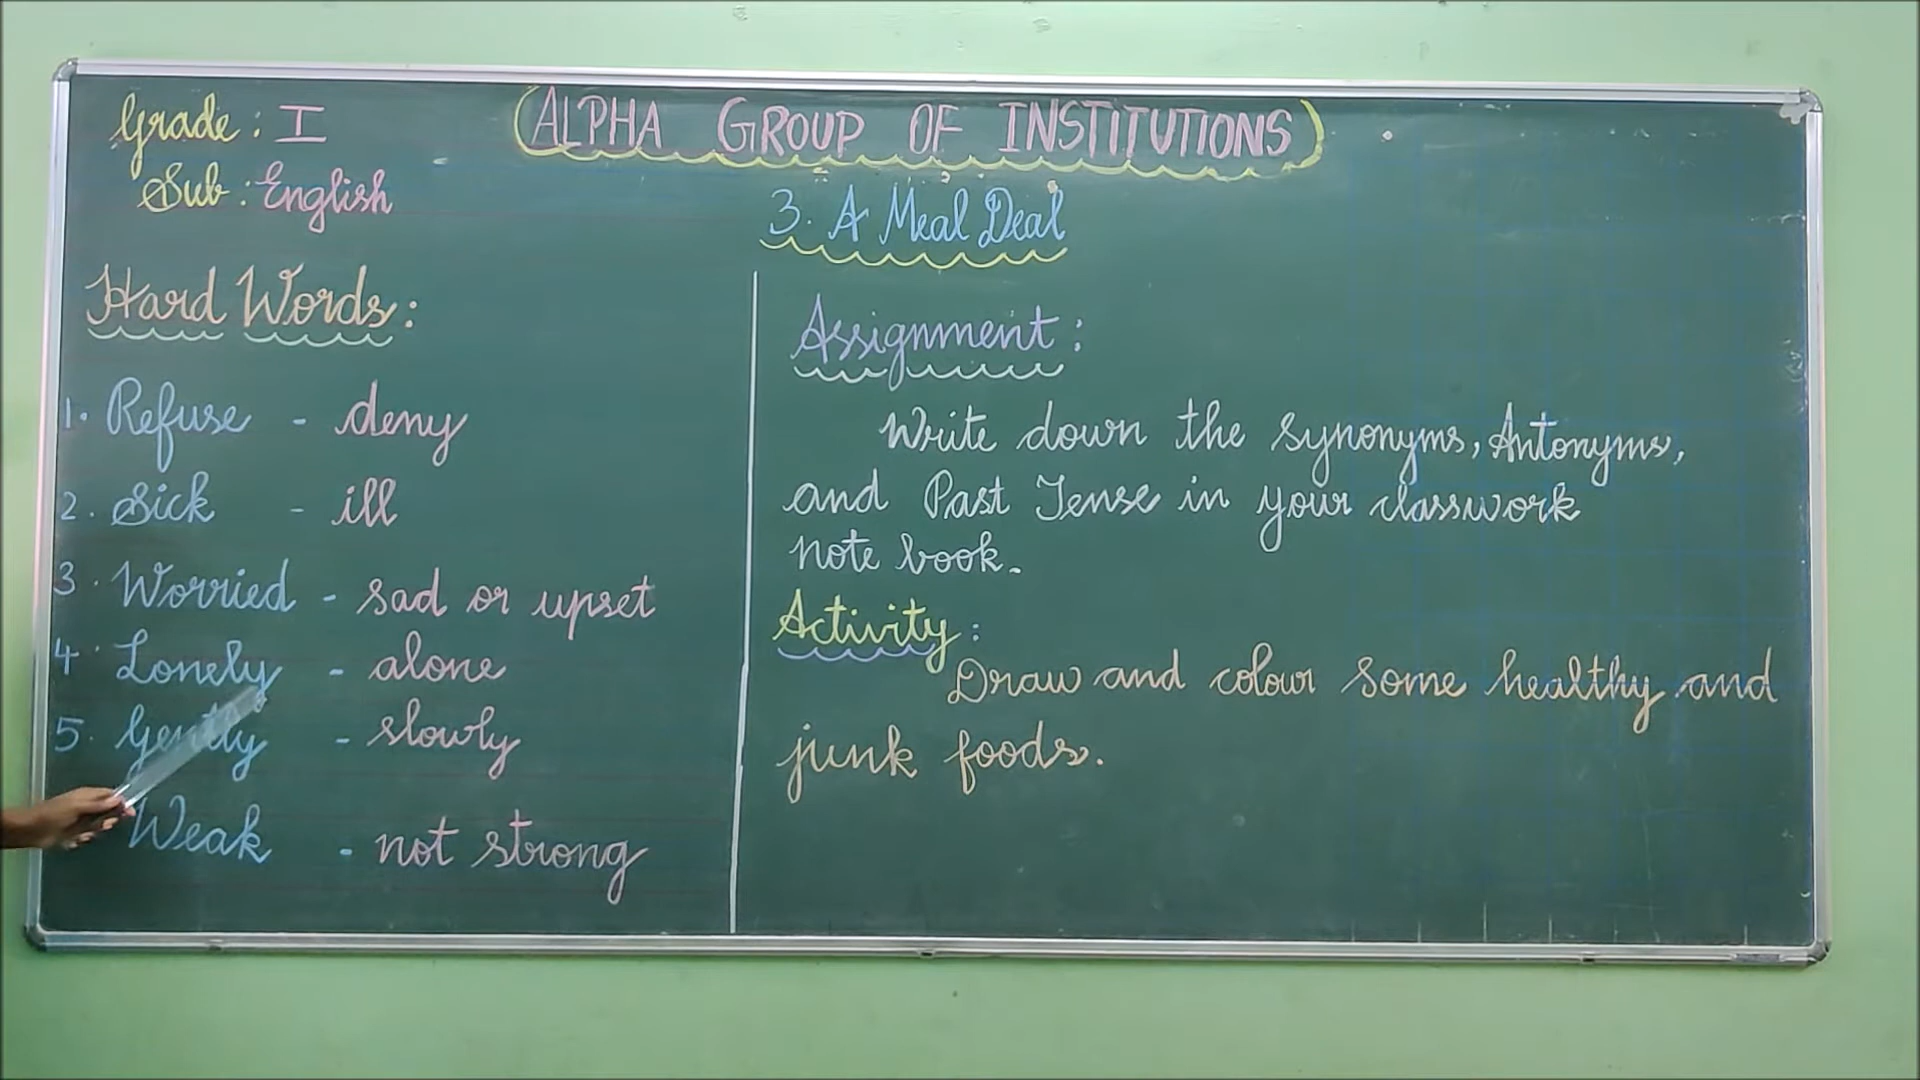 Grade : I
Sub : English
ALPHA GROUP OF INSTITUTIONS
3. A Meal Deal
Hard Words :
1. Refuse - deny
2. Sick - ill
3. Worried - sad or upset
4. Lonely - alone
5. Gently - slowly
Weak - not strong
Assignment :
Write down the synonyms, Antonyms,
and Past Tense in your classwork
note book.
Activity :
Draw and colour some healthy and
junk foods.